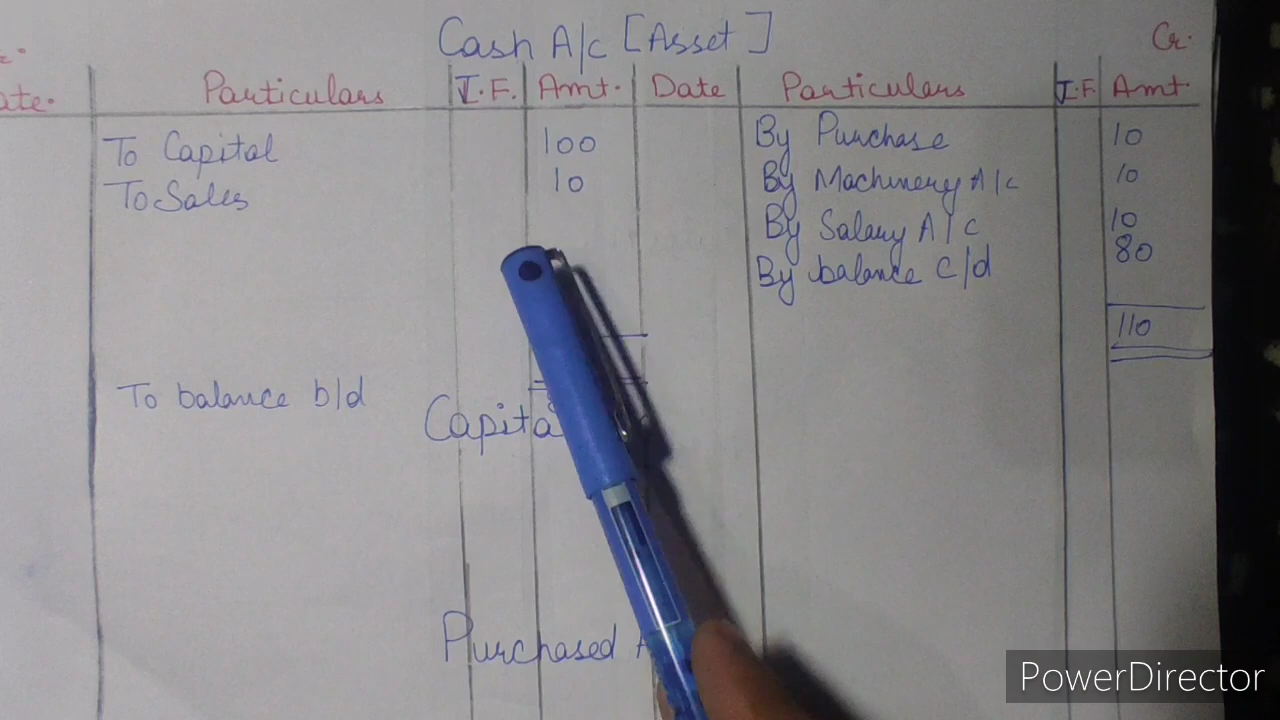 Cash A/c [Asset]
Cr.
ate. Particulars I.F. Amt. Date Particulars I.F. Amt.
To Capital 100 By Purchase 10
To Sales 10 By Machinery A/c 10
By Salary A/c 10
By balance c/d 80
110
To balance b/d
Capita
Purchased A
PowerDirector